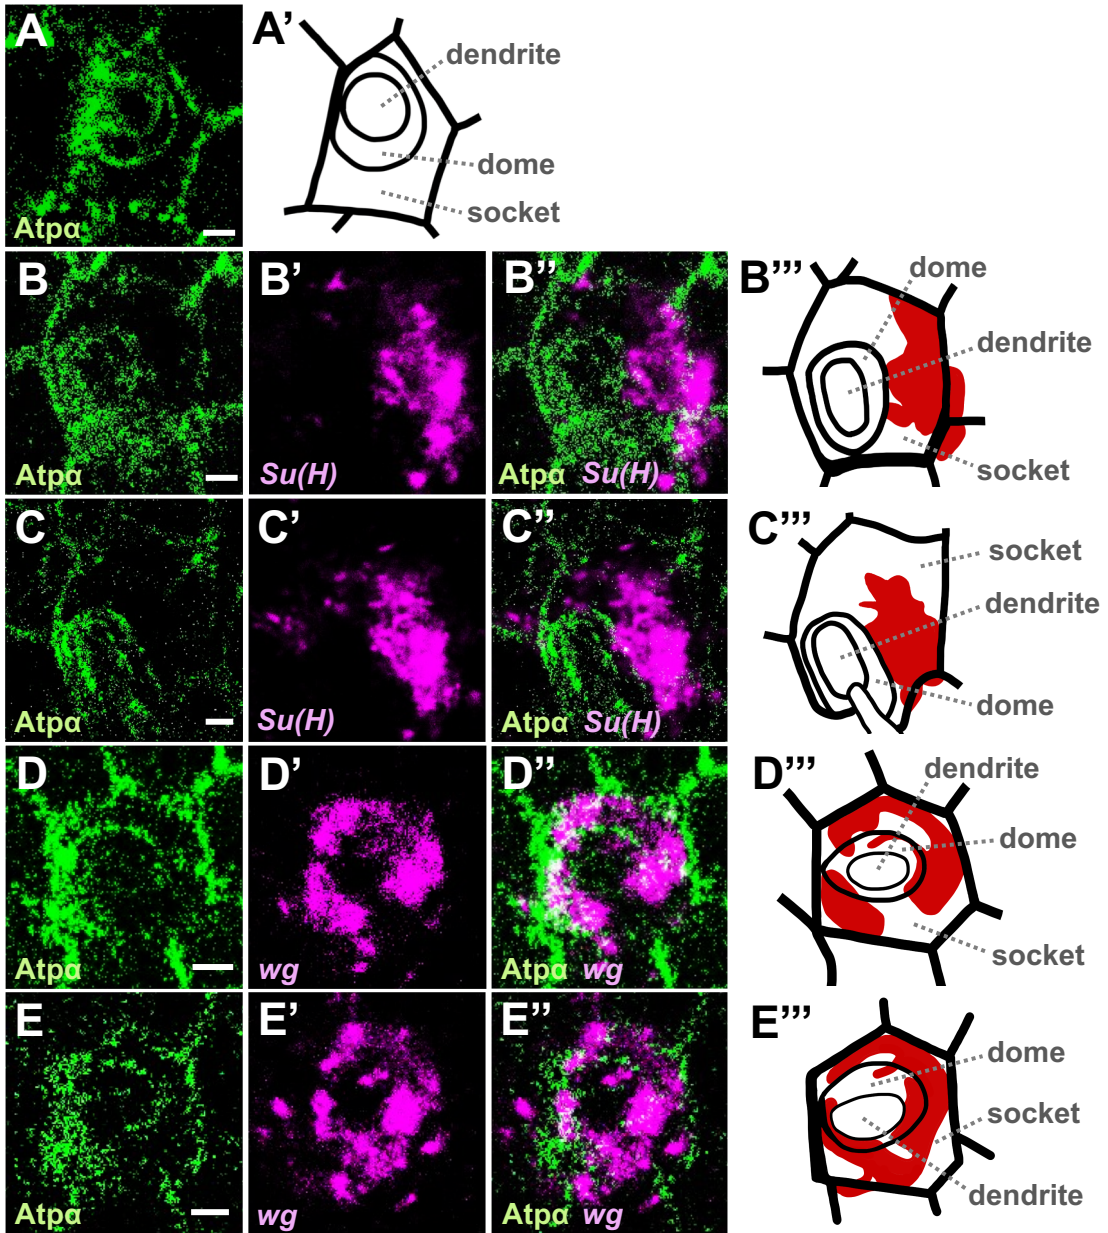 A
Atpα
A’
dendrite
dome
socket
B
Atpα
B’
Su(H)
B’’
Atpα Su(H)
B’’’
dome
dendrite
socket
C
Atpα
C’
Su(H)
C’’
Atpα Su(H)
C’’’
socket
dendrite
dome
D
Atpα
D’
wg
D’’
Atpα wg
D’’’
dendrite
dome
socket
E
Atpα
E’
wg
E’’
Atpα wg
E’’’
dome
socket
dendrite